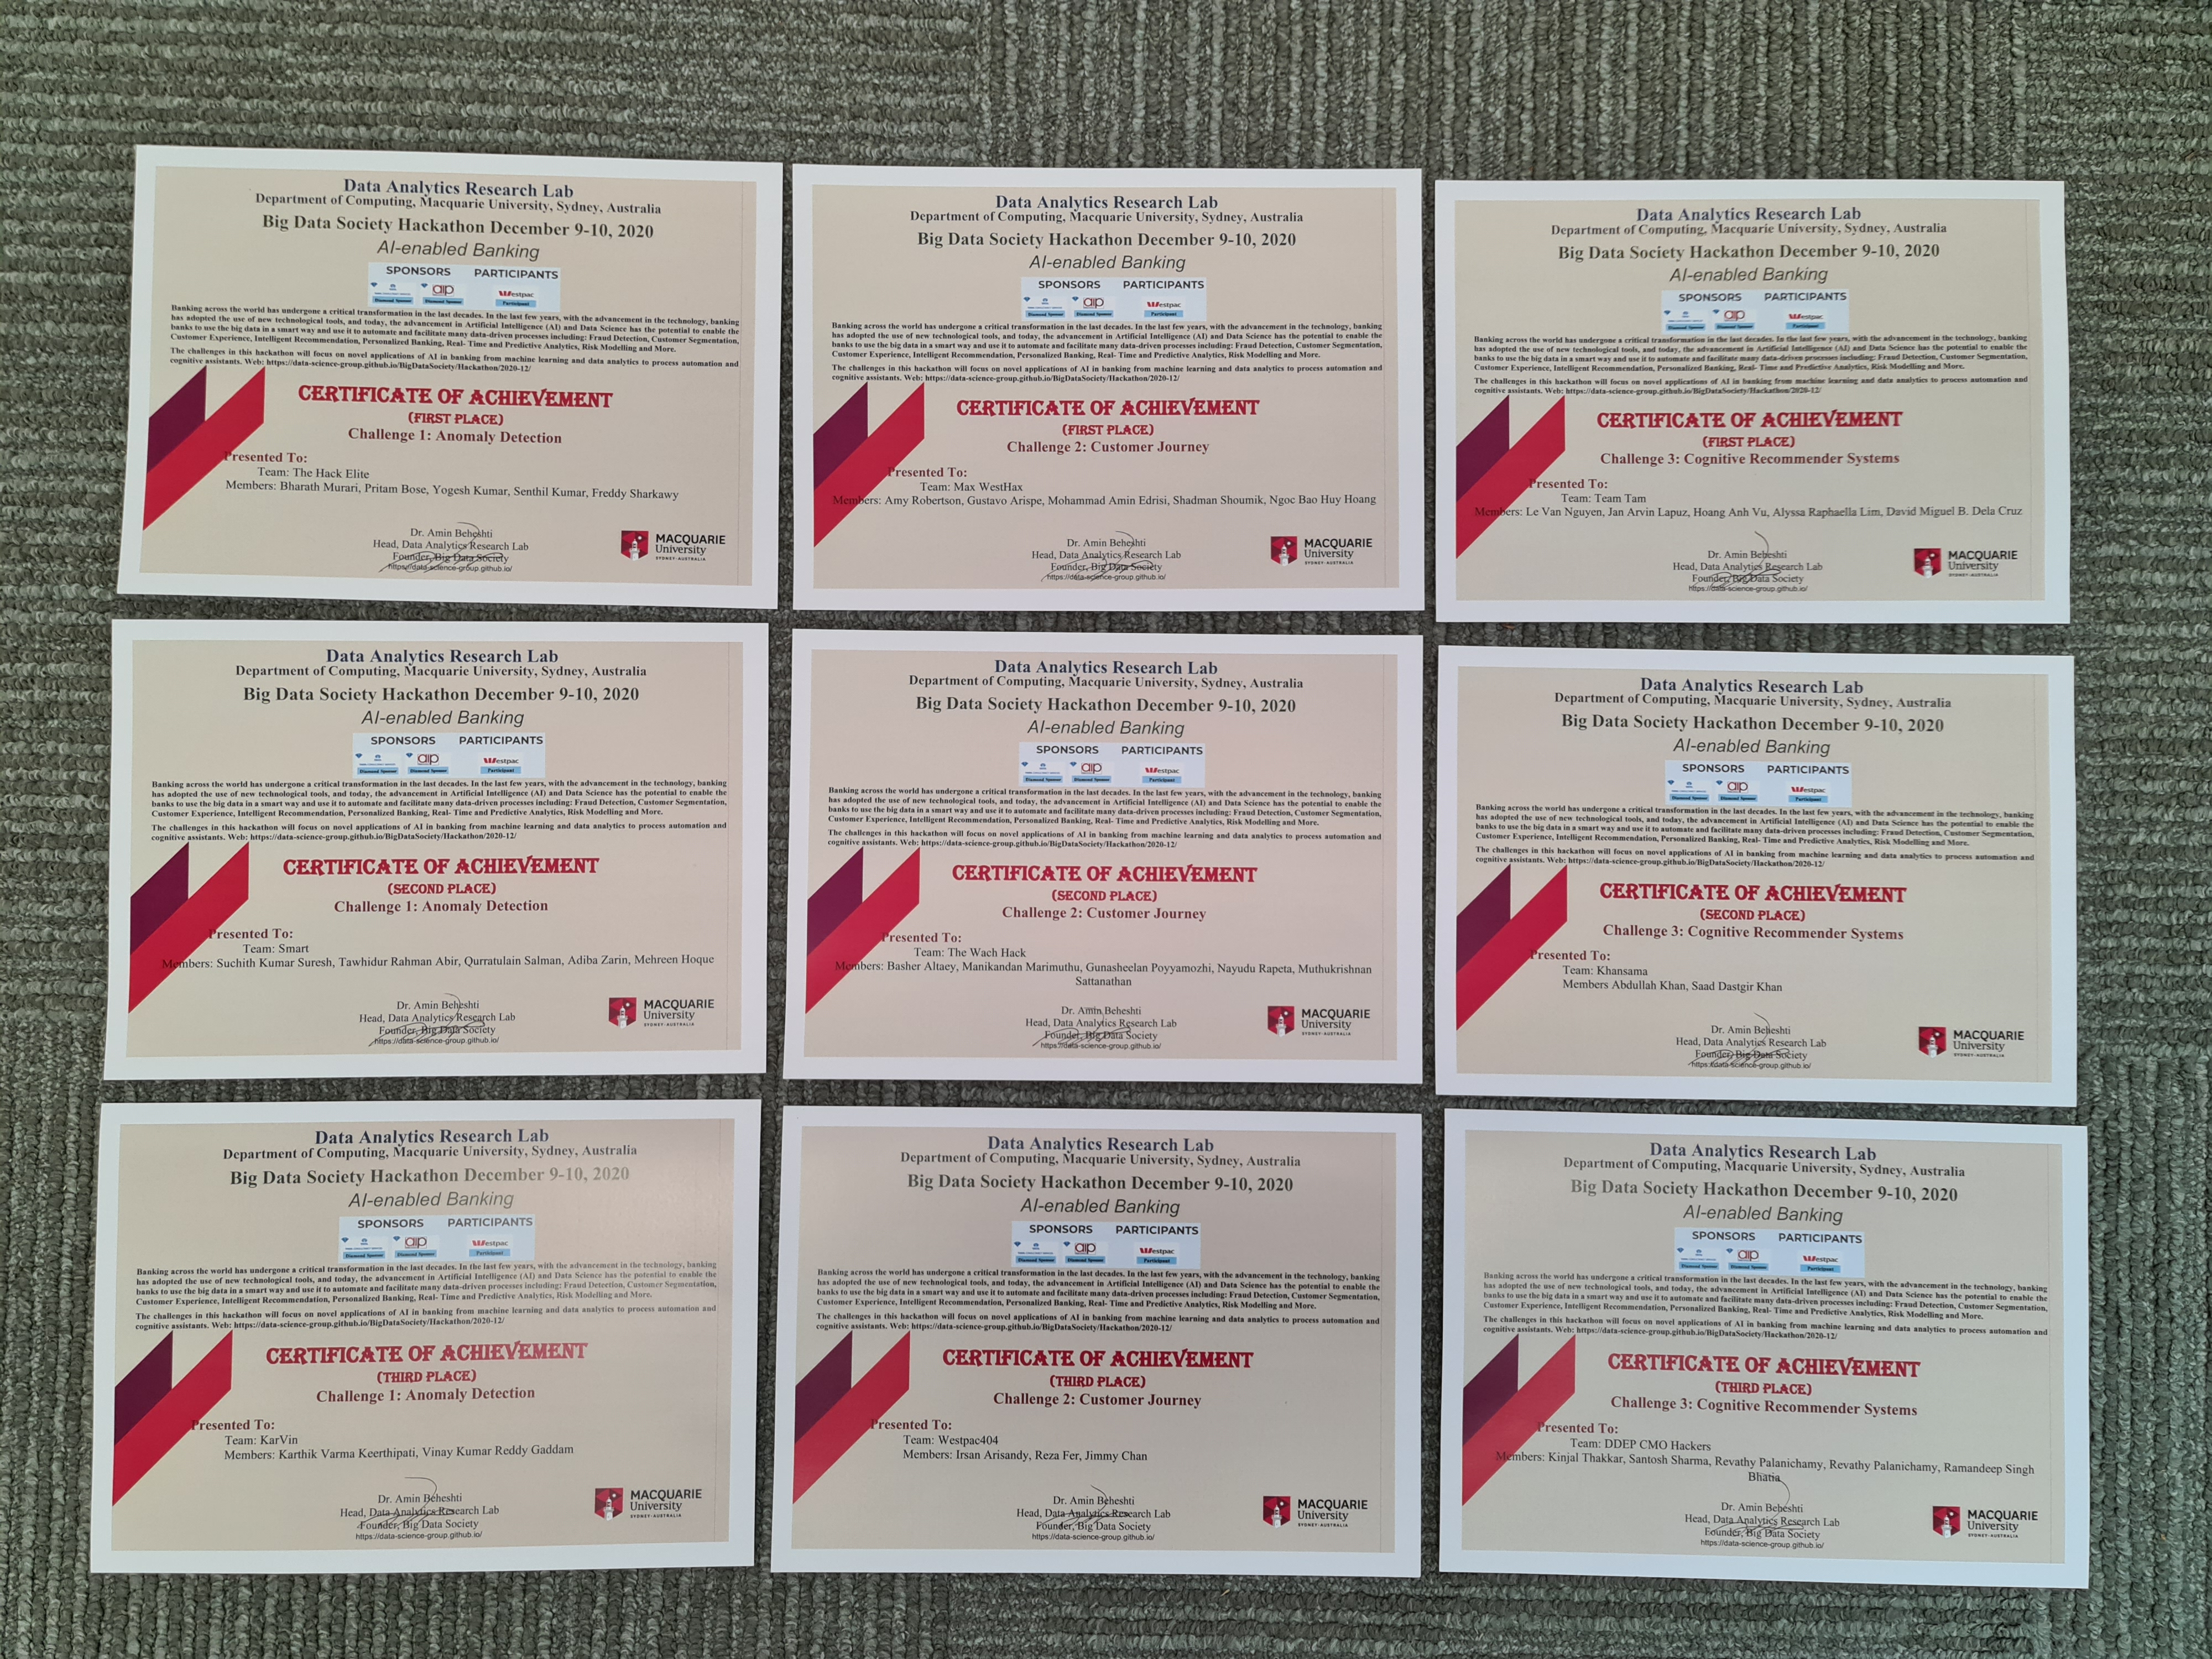 Data Analytics Research Lab
Department of Computing, Macquarie University, Sydney, Australia
Big Data Society Hackathon December 9-10, 2020
AI-enabled Banking
SPONSORS PARTICIPANTS
aip Westpac
Diamond Sponsor Diamond Sponsor Participant
Banking across the world has undergone a critical transformation in the last decades. In the last few years, with the advancement in the technology, banking
has adopted the use of new technological tools, and today, the advancement in Artificial Intelligence (AI) and Data Science has the potential to enable the
banks to use the big data in a smart way and use it to automate and facilitate many data-driven processes including: Fraud Detection, Customer Segmentation,
Customer Experience, Intelligent Recommendation, Personalized Banking, Real- Time and Predictive Analytics, Risk Modelling and More.
The challenges in this hackathon will focus on novel applications of AI in banking from machine learning and data analytics to process automation and
cognitive assistants. Web: https://data-science-group.github.io/BigDataSociety/Hackathon/2020-12/
CERTIFICATE OF ACHIEVEMENT
(FIRST PLACE)
Challenge 1: Anomaly Detection
Presented To:
Team: The Hack Elite
Members: Bharath Murari, Pritam Bose, Yogesh Kumar, Senthil Kumar, Freddy Sharkawy
Dr. Amin Beheshti
Head, Data Analytics Research Lab
Founder, Big Data Society
https://data-science-group.github.io/
MACQUARIE
University
SYDNEY·AUSTRALIA
Data Analytics Research Lab
Department of Computing, Macquarie University, Sydney, Australia
Big Data Society Hackathon December 9-10, 2020
AI-enabled Banking
SPONSORS PARTICIPANTS
aip Westpac
Diamond Sponsor Diamond Sponsor Participant
Banking across the world has undergone a critical transformation in the last decades. In the last few years, with the advancement in the technology, banking
has adopted the use of new technological tools, and today, the advancement in Artificial Intelligence (AI) and Data Science has the potential to enable the
banks to use the big data in a smart way and use it to automate and facilitate many data-driven processes including: Fraud Detection, Customer Segmentation,
Customer Experience, Intelligent Recommendation, Personalized Banking, Real- Time and Predictive Analytics, Risk Modelling and More.
The challenges in this hackathon will focus on novel applications of AI in banking from machine learning and data analytics to process automation and
cognitive assistants. Web: https://data-science-group.github.io/BigDataSociety/Hackathon/2020-12/
CERTIFICATE OF ACHIEVEMENT
(FIRST PLACE)
Challenge 2: Customer Journey
Presented To:
Team: Max WestHax
Members: Amy Robertson, Gustavo Arispe, Mohammad Amin Edrisi, Shadman Shoumik, Ngoc Bao Huy Hoang
Dr. Amin Beheshti
Head, Data Analytics Research Lab
Founder, Big Data Society
https://data-science-group.github.io/
MACQUARIE
University
SYDNEY·AUSTRALIA
Data Analytics Research Lab
Department of Computing, Macquarie University, Sydney, Australia
Big Data Society Hackathon December 9-10, 2020
AI-enabled Banking
SPONSORS PARTICIPANTS
aip Westpac
Diamond Sponsor Diamond Sponsor Participant
Banking across the world has undergone a critical transformation in the last decades. In the last few years, with the advancement in the technology, banking
has adopted the use of new technological tools, and today, the advancement in Artificial Intelligence (AI) and Data Science has the potential to enable the
banks to use the big data in a smart way and use it to automate and facilitate many data-driven processes including: Fraud Detection, Customer Segmentation,
Customer Experience, Intelligent Recommendation, Personalized Banking, Real- Time and Predictive Analytics, Risk Modelling and More.
The challenges in this hackathon will focus on novel applications of AI in banking from machine learning and data analytics to process automation and
cognitive assistants. Web: https://data-science-group.github.io/BigDataSociety/Hackathon/2020-12/
CERTIFICATE OF ACHIEVEMENT
(FIRST PLACE)
Challenge 3: Cognitive Recommender Systems
Presented To:
Team: Team Tam
Members: Le Van Nguyen, Jan Arvin Lapuz, Hoang Anh Vu, Alyssa Raphaella Lim, David Miguel B. Dela Cruz
Dr. Amin Beheshti
Head, Data Analytics Research Lab
Founder, Big Data Society
https://data-science-group.github.io/
MACQUARIE
University
SYDNEY·AUSTRALIA
Data Analytics Research Lab
Department of Computing, Macquarie University, Sydney, Australia
Big Data Society Hackathon December 9-10, 2020
AI-enabled Banking
SPONSORS PARTICIPANTS
aip Westpac
Diamond Sponsor Diamond Sponsor Participant
Banking across the world has undergone a critical transformation in the last decades. In the last few years, with the advancement in the technology, banking
has adopted the use of new technological tools, and today, the advancement in Artificial Intelligence (AI) and Data Science has the potential to enable the
banks to use the big data in a smart way and use it to automate and facilitate many data-driven processes including: Fraud Detection, Customer Segmentation,
Customer Experience, Intelligent Recommendation, Personalized Banking, Real- Time and Predictive Analytics, Risk Modelling and More.
The challenges in this hackathon will focus on novel applications of AI in banking from machine learning and data analytics to process automation and
cognitive assistants. Web: https://data-science-group.github.io/BigDataSociety/Hackathon/2020-12/
CERTIFICATE OF ACHIEVEMENT
(SECOND PLACE)
Challenge 1: Anomaly Detection
Presented To:
Team: Smart
Members: Suchith Kumar Suresh, Tawhidur Rahman Abir, Qurratulain Salman, Adiba Zarin, Mehreen Hoque
Dr. Amin Beheshti
Head, Data Analytics Research Lab
Founder, Big Data Society
https://data-science-group.github.io/
MACQUARIE
University
SYDNEY·AUSTRALIA
Data Analytics Research Lab
Department of Computing, Macquarie University, Sydney, Australia
Big Data Society Hackathon December 9-10, 2020
AI-enabled Banking
SPONSORS PARTICIPANTS
aip Westpac
Diamond Sponsor Diamond Sponsor Participant
Banking across the world has undergone a critical transformation in the last decades. In the last few years, with the advancement in the technology, banking
has adopted the use of new technological tools, and today, the advancement in Artificial Intelligence (AI) and Data Science has the potential to enable the
banks to use the big data in a smart way and use it to automate and facilitate many data-driven processes including: Fraud Detection, Customer Segmentation,
Customer Experience, Intelligent Recommendation, Personalized Banking, Real- Time and Predictive Analytics, Risk Modelling and More.
The challenges in this hackathon will focus on novel applications of AI in banking from machine learning and data analytics to process automation and
cognitive assistants. Web: https://data-science-group.github.io/BigDataSociety/Hackathon/2020-12/
CERTIFICATE OF ACHIEVEMENT
(SECOND PLACE)
Challenge 2: Customer Journey
Presented To:
Team: The Wach Hack
Members: Basher Altaey, Manikandan Marimuthu, Gunasheelan Poyyamozhi, Nayudu Rapeta, Muthukrishnan
Sattanathan
Dr. Amin Beheshti
Head, Data Analytics Research Lab
Founder, Big Data Society
https://data-science-group.github.io/
MACQUARIE
University
SYDNEY·AUSTRALIA
Data Analytics Research Lab
Department of Computing, Macquarie University, Sydney, Australia
Big Data Society Hackathon December 9-10, 2020
AI-enabled Banking
SPONSORS PARTICIPANTS
aip Westpac
Diamond Sponsor Diamond Sponsor Participant
Banking across the world has undergone a critical transformation in the last decades. In the last few years, with the advancement in the technology, banking
has adopted the use of new technological tools, and today, the advancement in Artificial Intelligence (AI) and Data Science has the potential to enable the
banks to use the big data in a smart way and use it to automate and facilitate many data-driven processes including: Fraud Detection, Customer Segmentation,
Customer Experience, Intelligent Recommendation, Personalized Banking, Real- Time and Predictive Analytics, Risk Modelling and More.
The challenges in this hackathon will focus on novel applications of AI in banking from machine learning and data analytics to process automation and
cognitive assistants. Web: https://data-science-group.github.io/BigDataSociety/Hackathon/2020-12/
CERTIFICATE OF ACHIEVEMENT
(SECOND PLACE)
Challenge 3: Cognitive Recommender Systems
Presented To:
Team: Khansama
Members Abdullah Khan, Saad Dastgir Khan
Dr. Amin Beheshti
Head, Data Analytics Research Lab
Founder, Big Data Society
https://data-science-group.github.io/
MACQUARIE
University
SYDNEY·AUSTRALIA
Data Analytics Research Lab
Department of Computing, Macquarie University, Sydney, Australia
Big Data Society Hackathon December 9-10, 2020
AI-enabled Banking
SPONSORS PARTICIPANTS
aip Westpac
Diamond Sponsor Diamond Sponsor Participant
Banking across the world has undergone a critical transformation in the last decades. In the last few years, with the advancement in the technology, banking
has adopted the use of new technological tools, and today, the advancement in Artificial Intelligence (AI) and Data Science has the potential to enable the
banks to use the big data in a smart way and use it to automate and facilitate many data-driven processes including: Fraud Detection, Customer Segmentation,
Customer Experience, Intelligent Recommendation, Personalized Banking, Real- Time and Predictive Analytics, Risk Modelling and More.
The challenges in this hackathon will focus on novel applications of AI in banking from machine learning and data analytics to process automation and
cognitive assistants. Web: https://data-science-group.github.io/BigDataSociety/Hackathon/2020-12/
CERTIFICATE OF ACHIEVEMENT
(THIRD PLACE)
Challenge 1: Anomaly Detection
Presented To:
Team: KarVin
Members: Karthik Varma Keerthipati, Vinay Kumar Reddy Gaddam
Dr. Amin Beheshti
Head, Data Analytics Research Lab
Founder, Big Data Society
https://data-science-group.github.io/
MACQUARIE
University
SYDNEY·AUSTRALIA
Data Analytics Research Lab
Department of Computing, Macquarie University, Sydney, Australia
Big Data Society Hackathon December 9-10, 2020
AI-enabled Banking
SPONSORS PARTICIPANTS
aip Westpac
Diamond Sponsor Diamond Sponsor Participant
Banking across the world has undergone a critical transformation in the last decades. In the last few years, with the advancement in the technology, banking
has adopted the use of new technological tools, and today, the advancement in Artificial Intelligence (AI) and Data Science has the potential to enable the
banks to use the big data in a smart way and use it to automate and facilitate many data-driven processes including: Fraud Detection, Customer Segmentation,
Customer Experience, Intelligent Recommendation, Personalized Banking, Real- Time and Predictive Analytics, Risk Modelling and More.
The challenges in this hackathon will focus on novel applications of AI in banking from machine learning and data analytics to process automation and
cognitive assistants. Web: https://data-science-group.github.io/BigDataSociety/Hackathon/2020-12/
CERTIFICATE OF ACHIEVEMENT
(THIRD PLACE)
Challenge 2: Customer Journey
Presented To:
Team: Westpac404
Members: Irsan Arisandy, Reza Fer, Jimmy Chan
Dr. Amin Beheshti
Head, Data Analytics Research Lab
Founder, Big Data Society
https://data-science-group.github.io/
MACQUARIE
University
SYDNEY·AUSTRALIA
Data Analytics Research Lab
Department of Computing, Macquarie University, Sydney, Australia
Big Data Society Hackathon December 9-10, 2020
AI-enabled Banking
SPONSORS PARTICIPANTS
aip Westpac
Diamond Sponsor Diamond Sponsor Participant
Banking across the world has undergone a critical transformation in the last decades. In the last few years, with the advancement in the technology, banking
has adopted the use of new technological tools, and today, the advancement in Artificial Intelligence (AI) and Data Science has the potential to enable the
banks to use the big data in a smart way and use it to automate and facilitate many data-driven processes including: Fraud Detection, Customer Segmentation,
Customer Experience, Intelligent Recommendation, Personalized Banking, Real- Time and Predictive Analytics, Risk Modelling and More.
The challenges in this hackathon will focus on novel applications of AI in banking from machine learning and data analytics to process automation and
cognitive assistants. Web: https://data-science-group.github.io/BigDataSociety/Hackathon/2020-12/
CERTIFICATE OF ACHIEVEMENT
(THIRD PLACE)
Challenge 3: Cognitive Recommender Systems
Presented To:
Team: DDEP CMO Hackers
Members: Kinjal Thakkar, Santosh Sharma, Revathy Palanichamy, Revathy Palanichamy, Ramandeep Singh
Bhatia
Dr. Amin Beheshti
Head, Data Analytics Research Lab
Founder, Big Data Society
https://data-science-group.github.io/
MACQUARIE
University
SYDNEY·AUSTRALIA